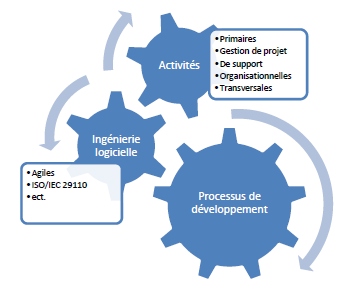 Activités
• Primaires
• Gestion de projet
• De support
• Organisationnelles
• Transversales
Ingénierie
logicielle
• Agiles
• ISO/IEC 29110
• ect.
Processus de
développement